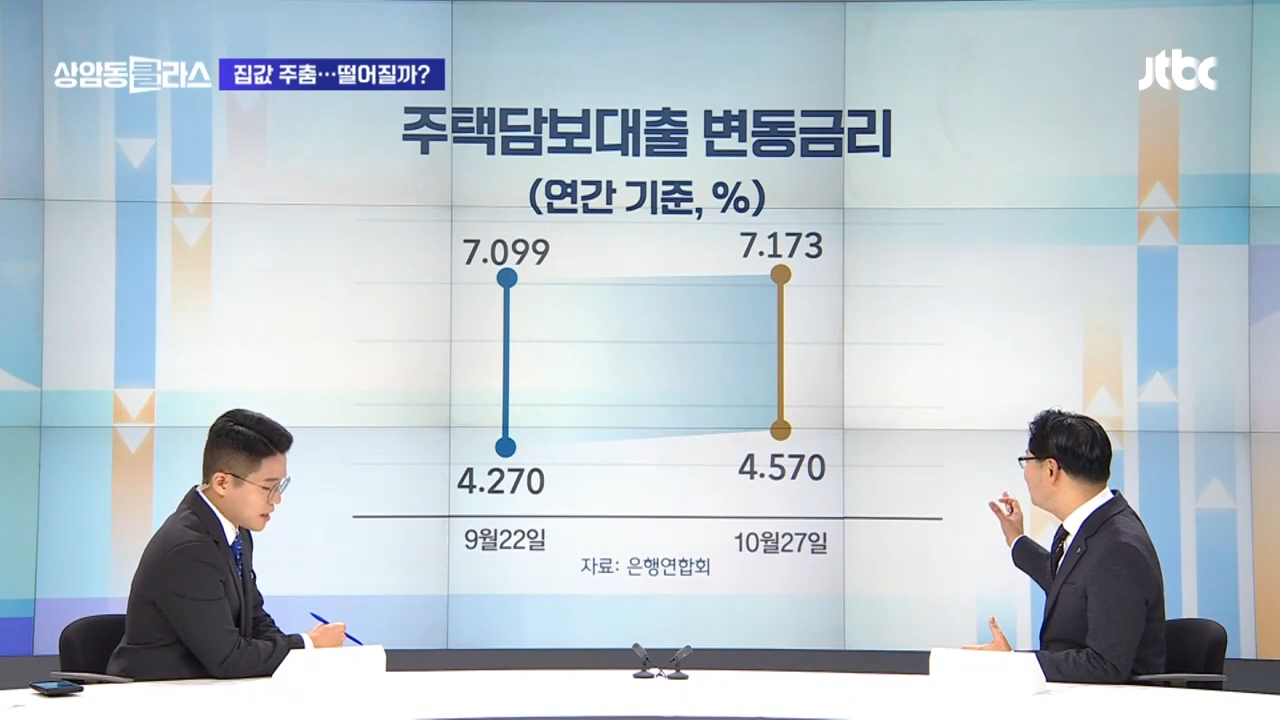 상암동클라스
집값 주춤…떨어질까?
jtbc
주택담보대출 변동금리
(연간 기준, %)
7.099
7.173
4.270
4.570
9월22일
10월27일
자료: 은행연합회